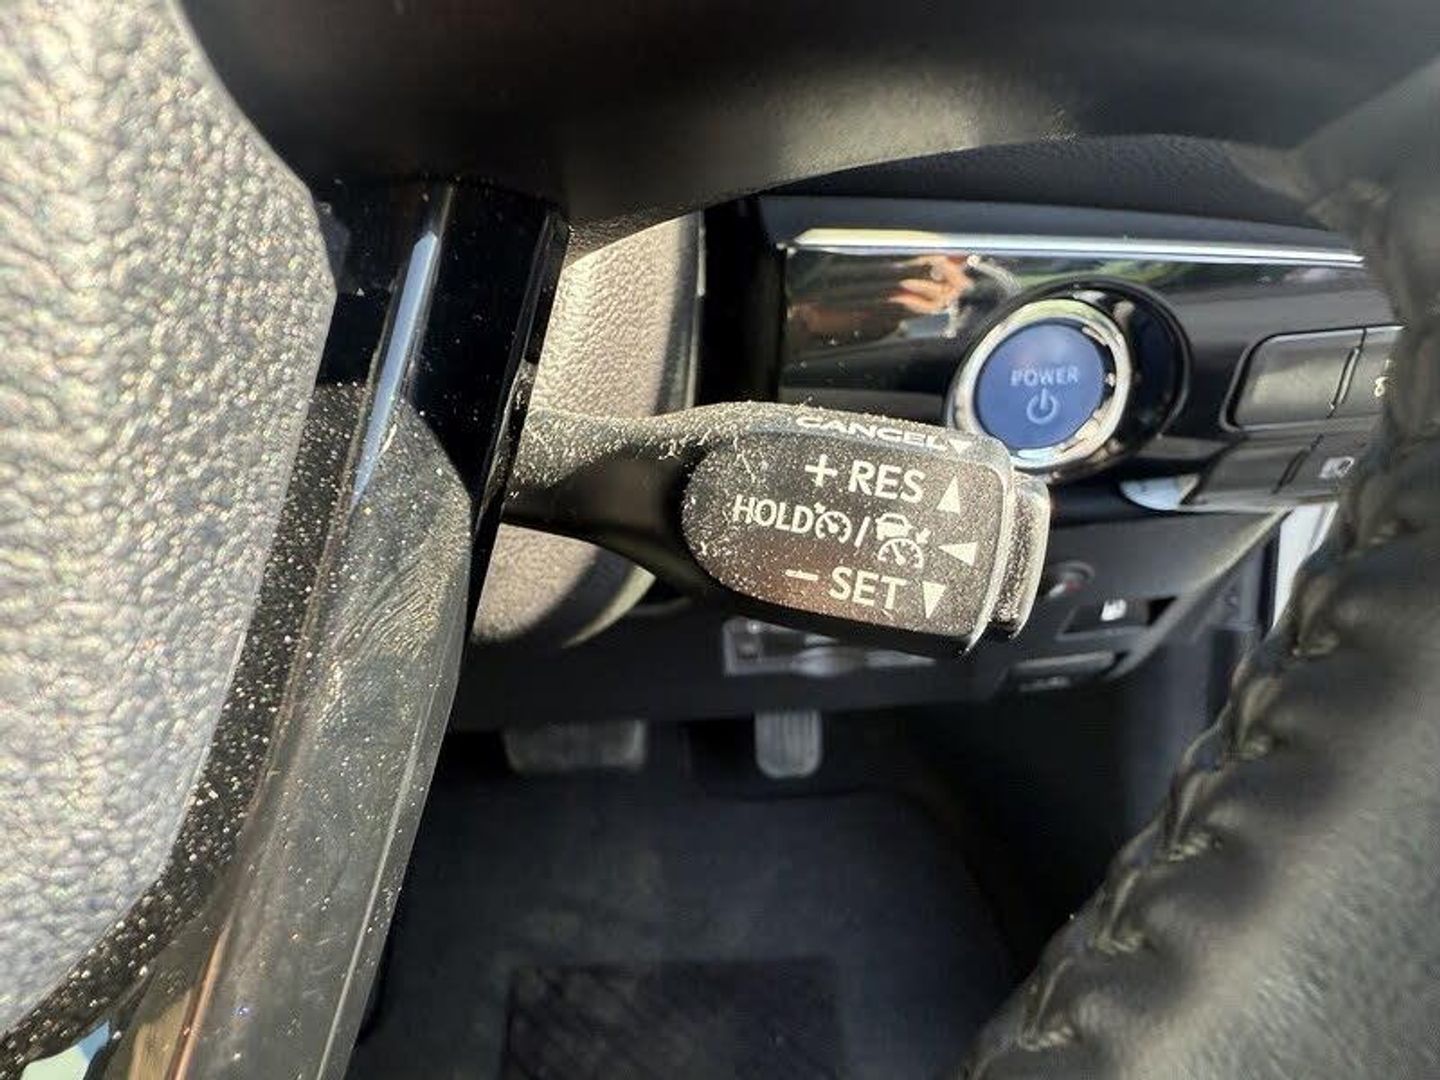 CANCEL
+ RES
HOLD /
− SET
POWER